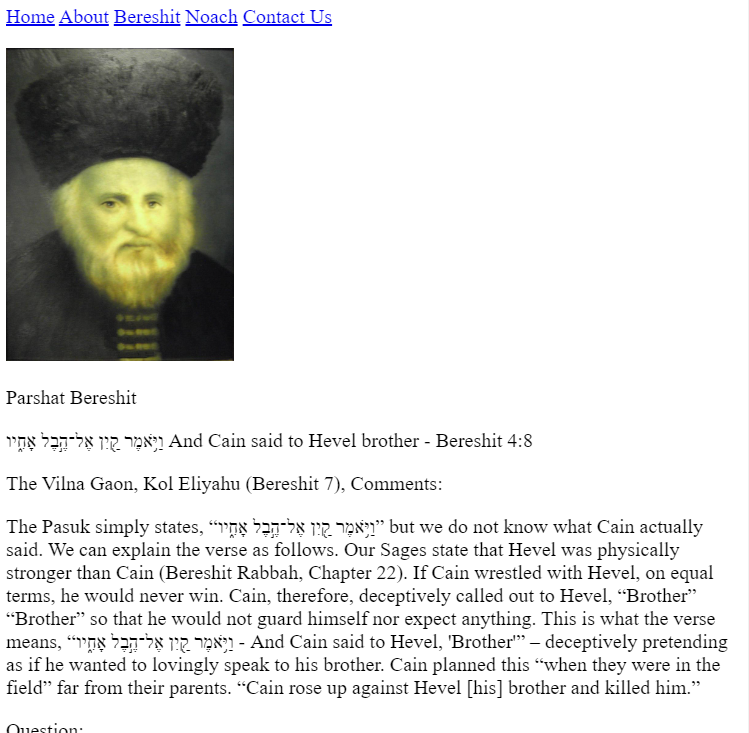 Home About Bereshit Noach Contact Us
Parshat Bereshit
וַיֹּ֥אמֶר קַ֖יִן אֶל־הֶ֣בֶל אָחִ֑יו And Cain said to Hevel brother - Bereshit 4:8
The Vilna Gaon, Kol Eliyahu (Bereshit 7), Comments:
The Pasuk simply states, “וַיֹּ֥אמֶר קַ֖יִן אֶל־הֶ֣בֶל אָחִ֑יו” but we do not know what Cain actually
said. We can explain the verse as follows. Our Sages state that Hevel was physically
stronger than Cain (Bereshit Rabbah, Chapter 22). If Cain wrestled with Hevel, on equal
terms, he would never win. Cain, therefore, deceptively called out to Hevel, “Brother”
“Brother” so that he would not guard himself nor expect anything. This is what the verse
means, “וַיֹּ֥אמֶר קַ֖יִן אֶל־הֶ֣בֶל אָחִ֑יו - And Cain said to Hevel, 'Brother'” – deceptively pretending
as if he wanted to lovingly speak to his brother. Cain planned this “when they were in the
field” far from their parents. “Cain rose up against Hevel [his] brother and killed him.”
Question: